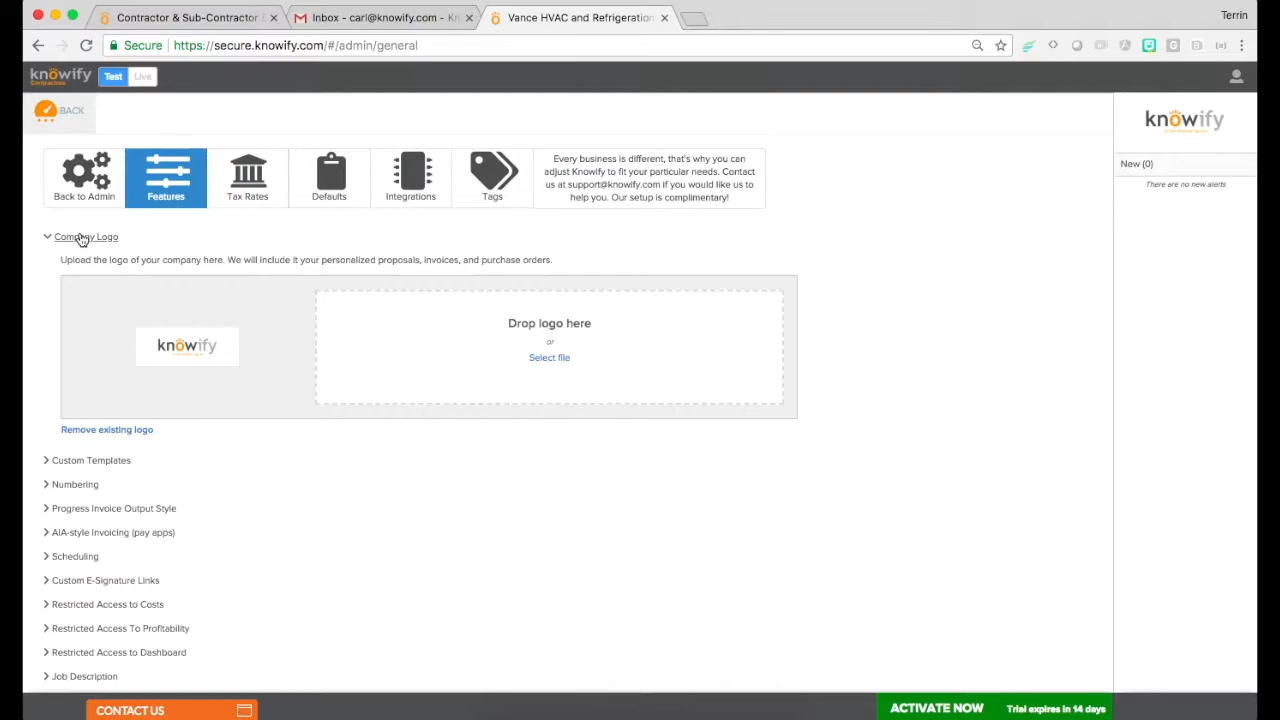 Contractor & Sub-Contractor
Inbox - carl@knowify.com - Kn
Vance HVAC and Refrigeration
Terrin
Secure
https://secure.knowify.com/#/admin/general
knowify
Contractors
Test
Live
BACK
Back to Admin
Features
Tax Rates
Defaults
Integrations
Tags
Every business is different, that's why you can
adjust Knowify to fit your particular needs. Contact
us at support@knowify.com if you would like us to
help you. Our setup is complimentary!
knowify
New (0)
There are no new alerts
Company Logo
Upload the logo of your company here. We will include it your personalized proposals, invoices, and purchase orders.
knowify
Drop logo here
or
Select file
Remove existing logo
Custom Templates
Numbering
Progress Invoice Output Style
AIA-style Invoicing (pay apps)
Scheduling
Custom E-Signature Links
Restricted Access to Costs
Restricted Access To Profitability
Restricted Access to Dashboard
Job Description
CONTACT US
ACTIVATE NOW
Trial expires in 14 days